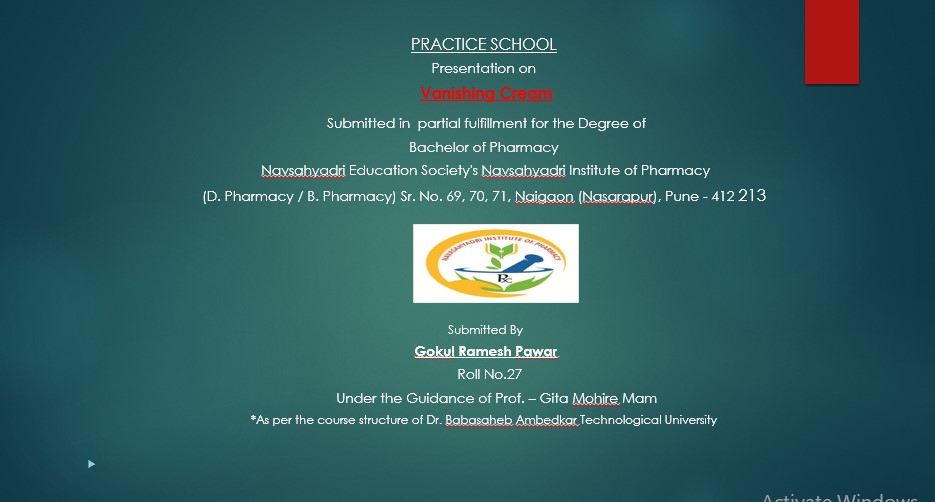 PRACTICE SCHOOL
Presentation on
Vanishing Cream
Submitted in partial fulfillment for the Degree of
Bachelor of Pharmacy
Navsahyadri Education Society's Navsahyadri Institute of Pharmacy
(D. Pharmacy / B. Pharmacy) Sr. No. 69, 70, 71, Naigaon (Nasarapur), Pune - 412 213
NAVASAHYADRI INSTITUTE OF PHARMACY
Submitted By
Gokul Ramesh Pawar
Roll No.27
Under the Guidance of Prof. – Gita Mohire Mam
*As per the course structure of Dr. Babasaheb Ambedkar Technological University
Activate Windows